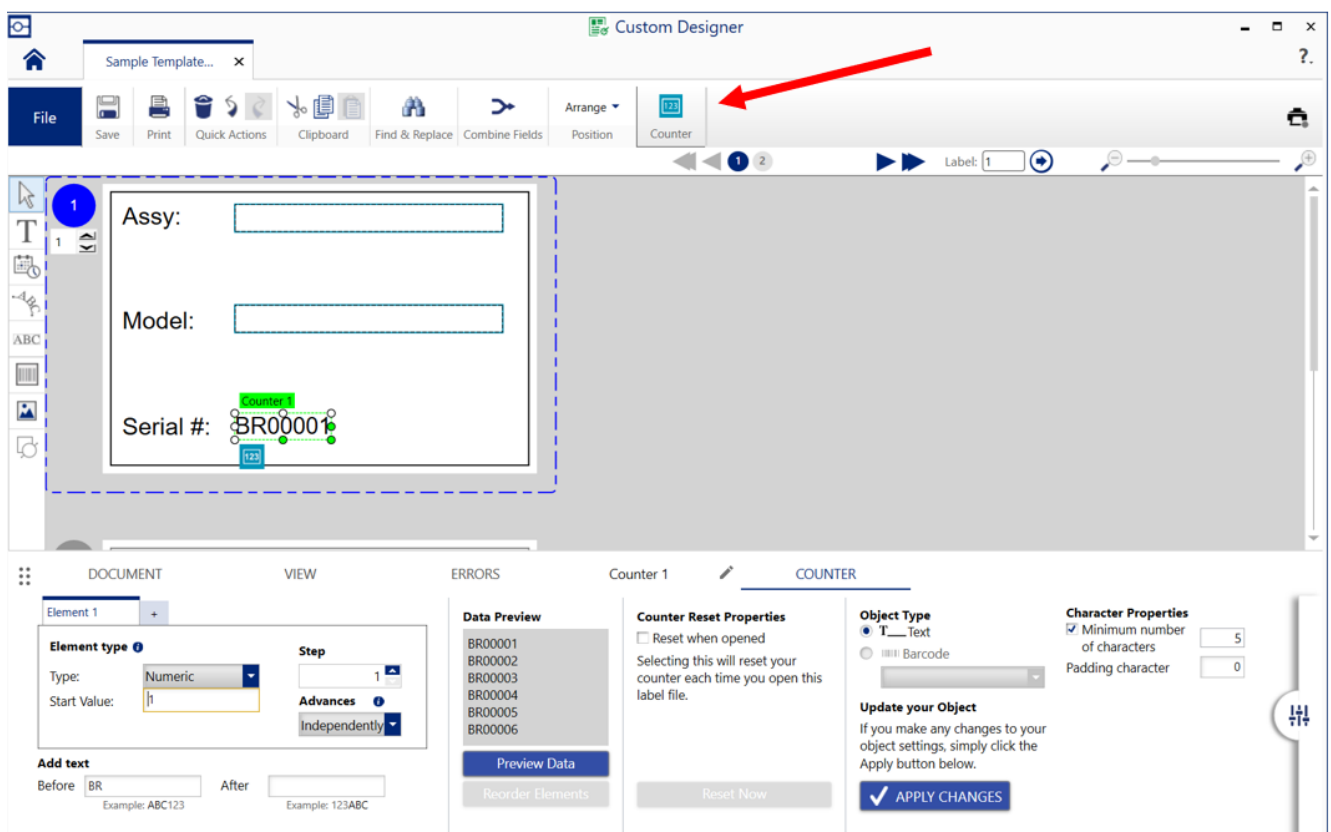 Custom Designer
Sample Template...
File
Save
Print
Quick Actions
Clipboard
Find & Replace
Combine Fields
Arrange
Position
123
Counter
1 2
Label: 1
T
ABC
ABC
1
1
Assy:
Model:
Counter 1
Serial #: BR00001
123
DOCUMENT
VIEW
ERRORS
Counter 1
COUNTER
Element 1
+
Element type
Type: Numeric
Start Value: 1
Step
1
Advances
Independently
Add text
Before BR
Example: ABC123
After
Example: 123ABC
Data Preview
BR00001
BR00002
BR00003
BR00004
BR00005
BR00006
Preview Data
Reorder Elements
Counter Reset Properties
Reset when opened
Selecting this will reset your
counter each time you open this
label file.
Reset Now
Object Type
T Text
Barcode
Update your Object
If you make any changes to your
object settings, simply click the
Apply button below.
APPLY CHANGES
Character Properties
Minimum number
of characters 5
Padding character 0